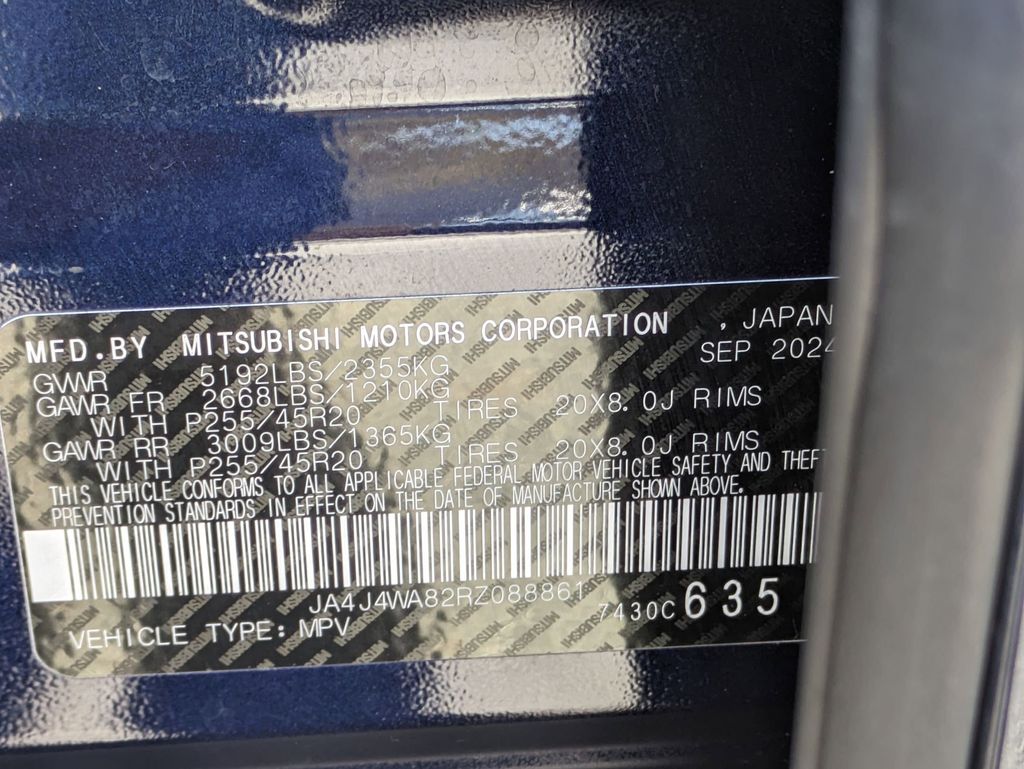 MFD.BY MITSUBISHI MOTORS CORPORATION , JAPAN
SEP 2024
GVWR 5192LBS/2355KG
GAWR FR 2668LBS/1210KG
WITH P255/45R20 TIRES 20X8.0J RIMS
GAWR RR 3009LBS/1365KG
WITH P255/45R20 TIRES 20X8.0J RIMS
THIS VEHICLE CONFORMS TO ALL APPLICABLE FEDERAL MOTOR VEHICLE SAFETY AND THEFT
PREVENTION STANDARDS IN EFFECT ON THE DATE OF MANUFACTURE SHOWN ABOVE.
JA4J4WA82RZ088861 7430C 635
VEHICLE TYPE: MPV